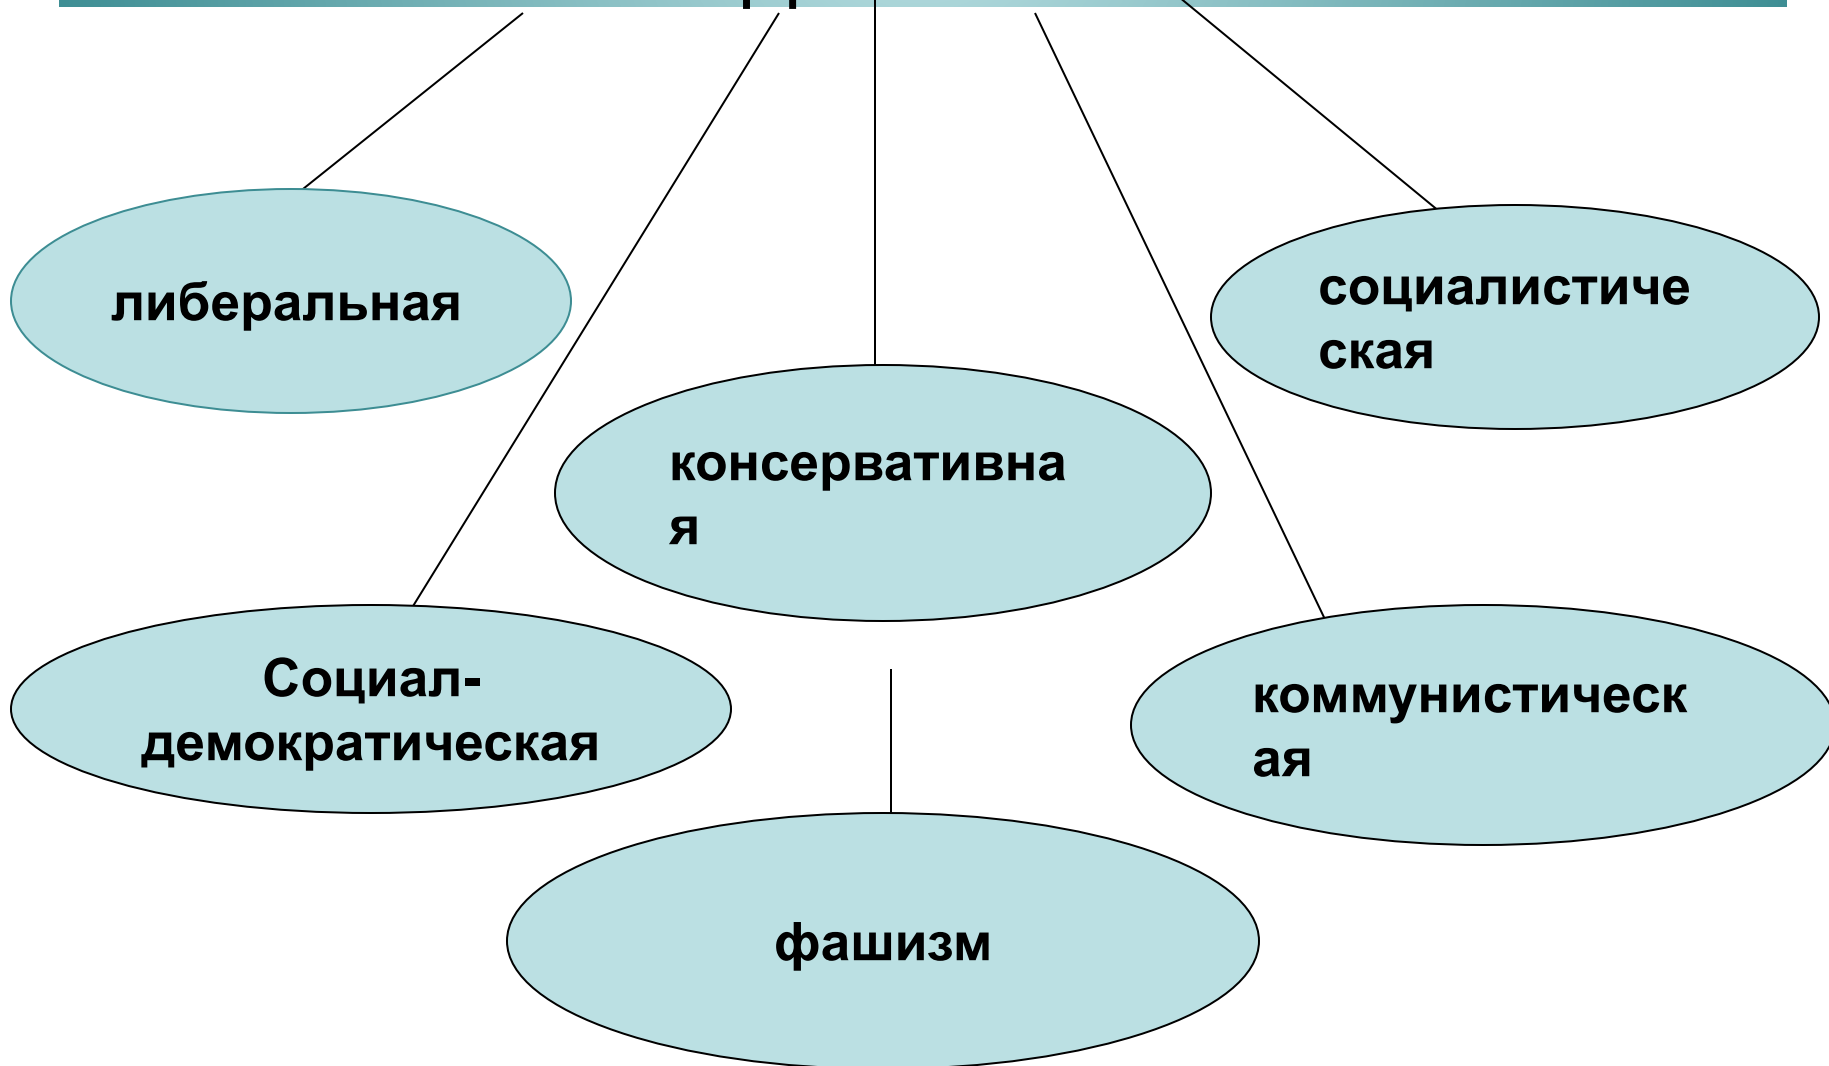 либеральная
социалистиче
ская
консервативна
я
Социал-
демократическая
коммунистическ
ая
фашизм